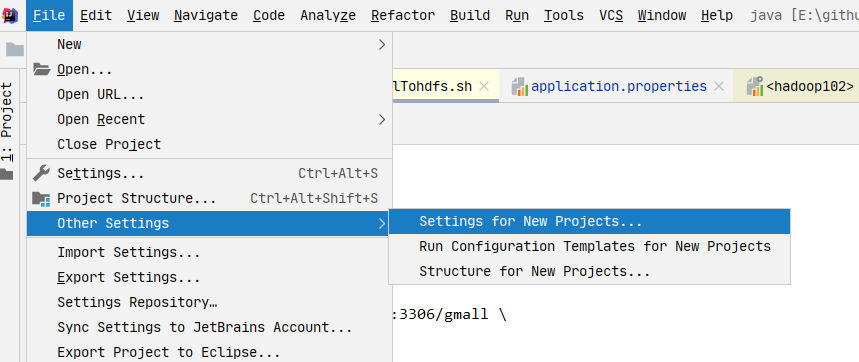 File Edit View Navigate Code Analyze Refactor Build Run Tools VCS Window Help java [E:\githu
New
Open...
lTohdfs.sh application.properties <hadoop102>
Open URL...
Open Recent
1: Project
Close Project
Settings... Ctrl+Alt+S
Project Structure... Ctrl+Alt+Shift+S
Other Settings
Settings for New Projects...
Run Configuration Templates for New Projects
Structure for New Projects...
Import Settings...
Export Settings...
Settings Repository…
:3306/gmall \
Sync Settings to JetBrains Account...
Export Project to Eclipse...